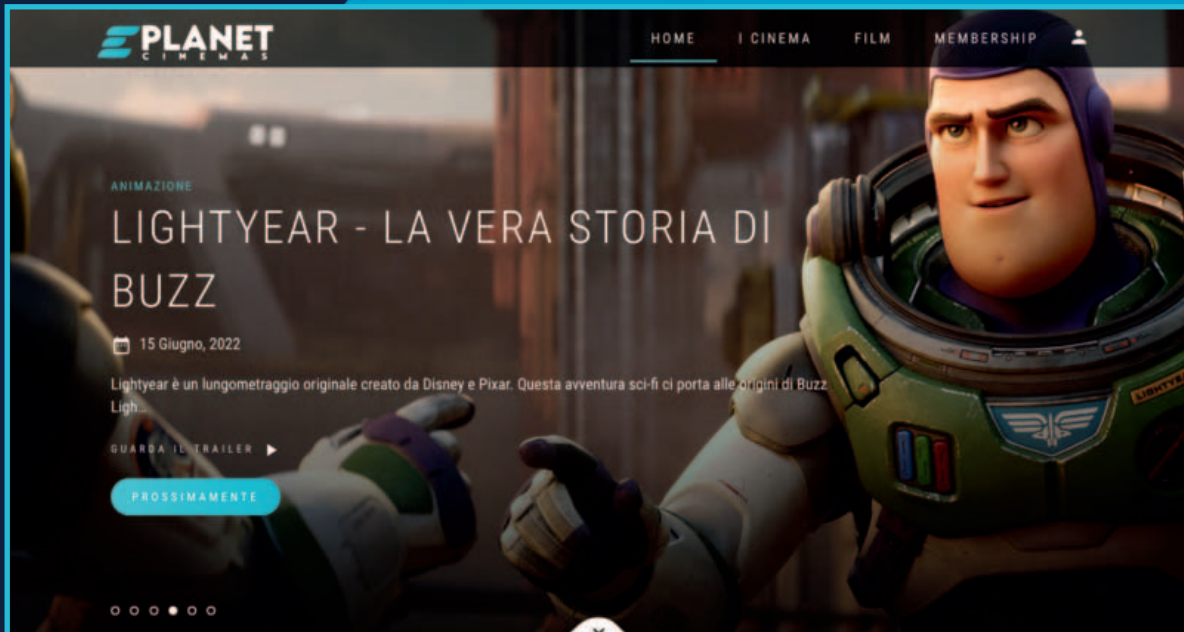 EPLANET
CINEMAS
HOME I CINEMA FILM MEMBERSHIP
ANIMAZIONE
LIGHTYEAR - LA VERA STORIA DI
BUZZ
15 Giugno, 2022
Lightyear è un lungometraggio originale creato da Disney e Pixar. Questa avventura sci-fi ci porta alle origini di Buzz
Ligh...
GUARDA IL TRAILER
PROSSIMAMENTE
LIGHTYE